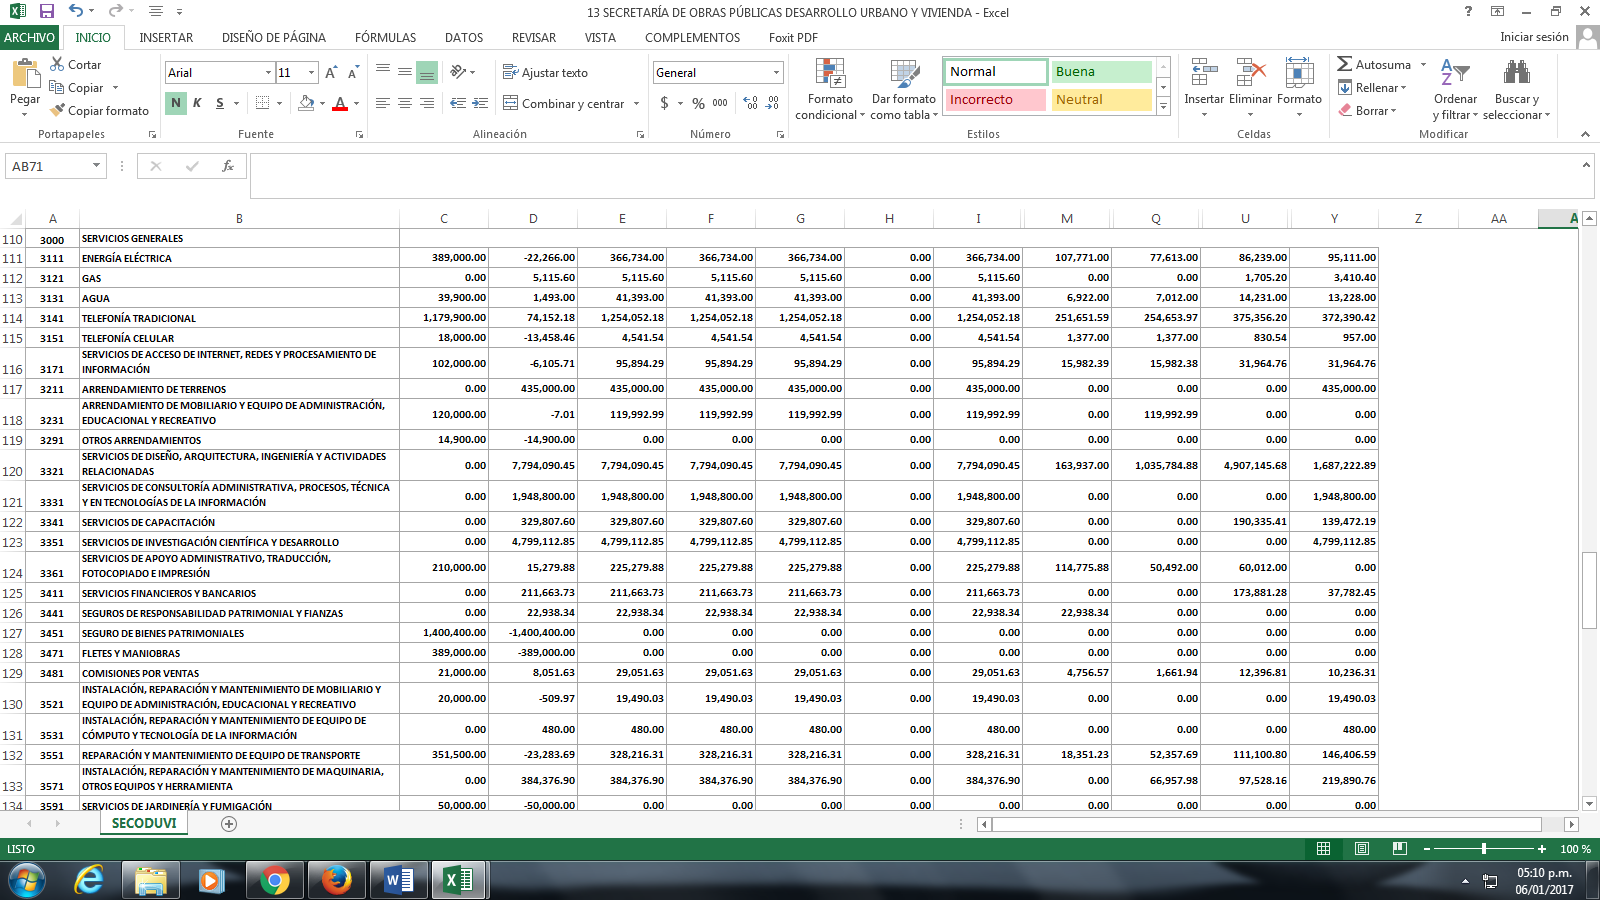 13 SECRETARÍA DE OBRAS PÚBLICAS DESARROLLO URBANO Y VIVIENDA - Excel
ARCHIVO INICIO INSERTAR DISEÑO DE PÁGINA FÓRMULAS DATOS REVISAR VISTA COMPLEMENTOS Foxit PDF Iniciar sesión
Pegar Cortar Copiar Copiar formato
Arial 11 N K S
Ajustar texto Combinar y centrar
General $ % 000
Formato condicional Dar formato como tabla
Normal Buena Incorrecto Neutral
Insertar Eliminar Formato
Autosuma Rellenar Borrar
Ordenar y filtrar Buscar y seleccionar
Portapapeles Fuente Alineación Número Estilos Celdas Modificar
AB71 fx
A B C D E F G H I M Q U Y Z AA A
110 3000 SERVICIOS GENERALES
111 3111 ENERGÍA ELÉCTRICA 389,000.00 -22,266.00 366,734.00 366,734.00 366,734.00 0.00 366,734.00 107,771.00 77,613.00 86,239.00 95,111.00
112 3121 GAS 0.00 5,115.60 5,115.60 5,115.60 5,115.60 0.00 5,115.60 0.00 0.00 1,705.20 3,410.40
113 3131 AGUA 39,900.00 1,493.00 41,393.00 41,393.00 41,393.00 0.00 41,393.00 6,922.00 7,012.00 14,231.00 13,228.00
114 3141 TELEFONÍA TRADICIONAL 1,179,900.00 74,152.18 1,254,052.18 1,254,052.18 1,254,052.18 0.00 1,254,052.18 251,651.59 254,653.97 375,356.20 372,390.42
115 3151 TELEFONÍA CELULAR 18,000.00 -13,458.46 4,541.54 4,541.54 4,541.54 0.00 4,541.54 1,377.00 1,377.00 830.54 957.00
SERVICIOS DE ACCESO DE INTERNET, REDES Y PROCESAMIENTO DE
116 3171 INFORMACIÓN 102,000.00 -6,105.71 95,894.29 95,894.29 95,894.29 0.00 95,894.29 15,982.39 15,982.38 31,964.76 31,964.76
117 3211 ARRENDAMIENTO DE TERRENOS 0.00 435,000.00 435,000.00 435,000.00 435,000.00 0.00 435,000.00 0.00 0.00 0.00 435,000.00
ARRENDAMIENTO DE MOBILIARIO Y EQUIPO DE ADMINISTRACIÓN,
118 3231 EDUCACIONAL Y RECREATIVO 120,000.00 -7.01 119,992.99 119,992.99 119,992.99 0.00 119,992.99 0.00 119,992.99 0.00 0.00
119 3291 OTROS ARRENDAMIENTOS 14,900.00 -14,900.00 0.00 0.00 0.00 0.00 0.00 0.00 0.00 0.00 0.00
SERVICIOS DE DISEÑO, ARQUITECTURA, INGENIERÍA Y ACTIVIDADES
120 3321 RELACIONADAS 0.00 7,794,090.45 7,794,090.45 7,794,090.45 7,794,090.45 0.00 7,794,090.45 163,937.00 1,035,784.88 4,907,145.68 1,687,222.89
SERVICIOS DE CONSULTORÍA ADMINISTRATIVA, PROCESOS, TÉCNICA
121 3331 Y EN TECNOLOGÍAS DE LA INFORMACIÓN 0.00 1,948,800.00 1,948,800.00 1,948,800.00 1,948,800.00 0.00 1,948,800.00 0.00 0.00 0.00 1,948,800.00
122 3341 SERVICIOS DE CAPACITACIÓN 0.00 329,807.60 329,807.60 329,807.60 329,807.60 0.00 329,807.60 0.00 0.00 190,335.41 139,472.19
123 3351 SERVICIOS DE INVESTIGACIÓN CIENTÍFICA Y DESARROLLO 0.00 4,799,112.85 4,799,112.85 4,799,112.85 4,799,112.85 0.00 4,799,112.85 0.00 0.00 0.00 4,799,112.85
SERVICIOS DE APOYO ADMINISTRATIVO, TRADUCCIÓN,
124 3361 FOTOCOPIADO E IMPRESIÓN 210,000.00 15,279.88 225,279.88 225,279.88 225,279.88 0.00 225,279.88 114,775.88 50,492.00 60,012.00 0.00
125 3411 SERVICIOS FINANCIEROS Y BANCARIOS 0.00 211,663.73 211,663.73 211,663.73 211,663.73 0.00 211,663.73 0.00 0.00 173,881.28 37,782.45
126 3441 SEGUROS DE RESPONSABILIDAD PATRIMONIAL Y FIANZAS 0.00 22,938.34 22,938.34 22,938.34 22,938.34 0.00 22,938.34 22,938.34 0.00 0.00 0.00
127 3451 SEGURO DE BIENES PATRIMONIALES 1,400,400.00 -1,400,400.00 0.00 0.00 0.00 0.00 0.00 0.00 0.00 0.00 0.00
128 3471 FLETES Y MANIOBRAS 389,000.00 -389,000.00 0.00 0.00 0.00 0.00 0.00 0.00 0.00 0.00 0.00
129 3481 COMISIONES POR VENTAS 21,000.00 8,051.63 29,051.63 29,051.63 29,051.63 0.00 29,051.63 4,756.57 1,661.94 12,396.81 10,236.31
INSTALACIÓN, REPARACIÓN Y MANTENIMIENTO DE MOBILIARIO Y
130 3521 EQUIPO DE ADMINISTRACIÓN, EDUCACIONAL Y RECREATIVO 20,000.00 -509.97 19,490.03 19,490.03 19,490.03 0.00 19,490.03 0.00 0.00 0.00 19,490.03
INSTALACIÓN, REPARACIÓN Y MANTENIMIENTO DE EQUIPO DE
131 3531 CÓMPUTO Y TECNOLOGÍA DE LA INFORMACIÓN 0.00 480.00 480.00 480.00 480.00 0.00 480.00 0.00 0.00 0.00 480.00
132 3551 REPARACIÓN Y MANTENIMIENTO DE EQUIPO DE TRANSPORTE 351,500.00 -23,283.69 328,216.31 328,216.31 328,216.31 0.00 328,216.31 18,351.23 52,357.69 111,100.80 146,406.59
INSTALACIÓN, REPARACIÓN Y MANTENIMIENTO DE MAQUINARIA,
133 3571 OTROS EQUIPOS Y HERRAMIENTA 0.00 384,376.90 384,376.90 384,376.90 384,376.90 0.00 384,376.90 0.00 66,957.98 97,528.16 219,890.76
134 3591 SERVICIOS DE JARDINERÍA Y FUMIGACIÓN 50,000.00 -50,000.00 0.00 0.00 0.00 0.00 0.00 0.00 0.00 0.00 0.00
SECODUVI
LISTO 100 %
05:10 p.m.
06/01/2017